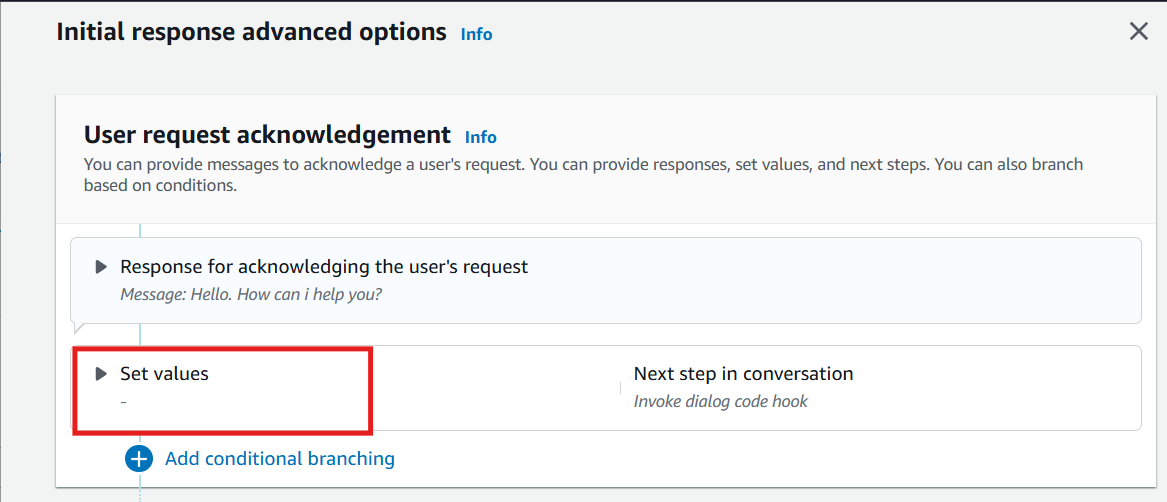 Initial response advanced options Info
User request acknowledgement Info
You can provide messages to acknowledge a user's request. You can provide responses, set values, and next steps. You can also branch
based on conditions.
Response for acknowledging the user's request
Message: Hello. How can i help you?
Set values
-
Next step in conversation
Invoke dialog code hook
Add conditional branching